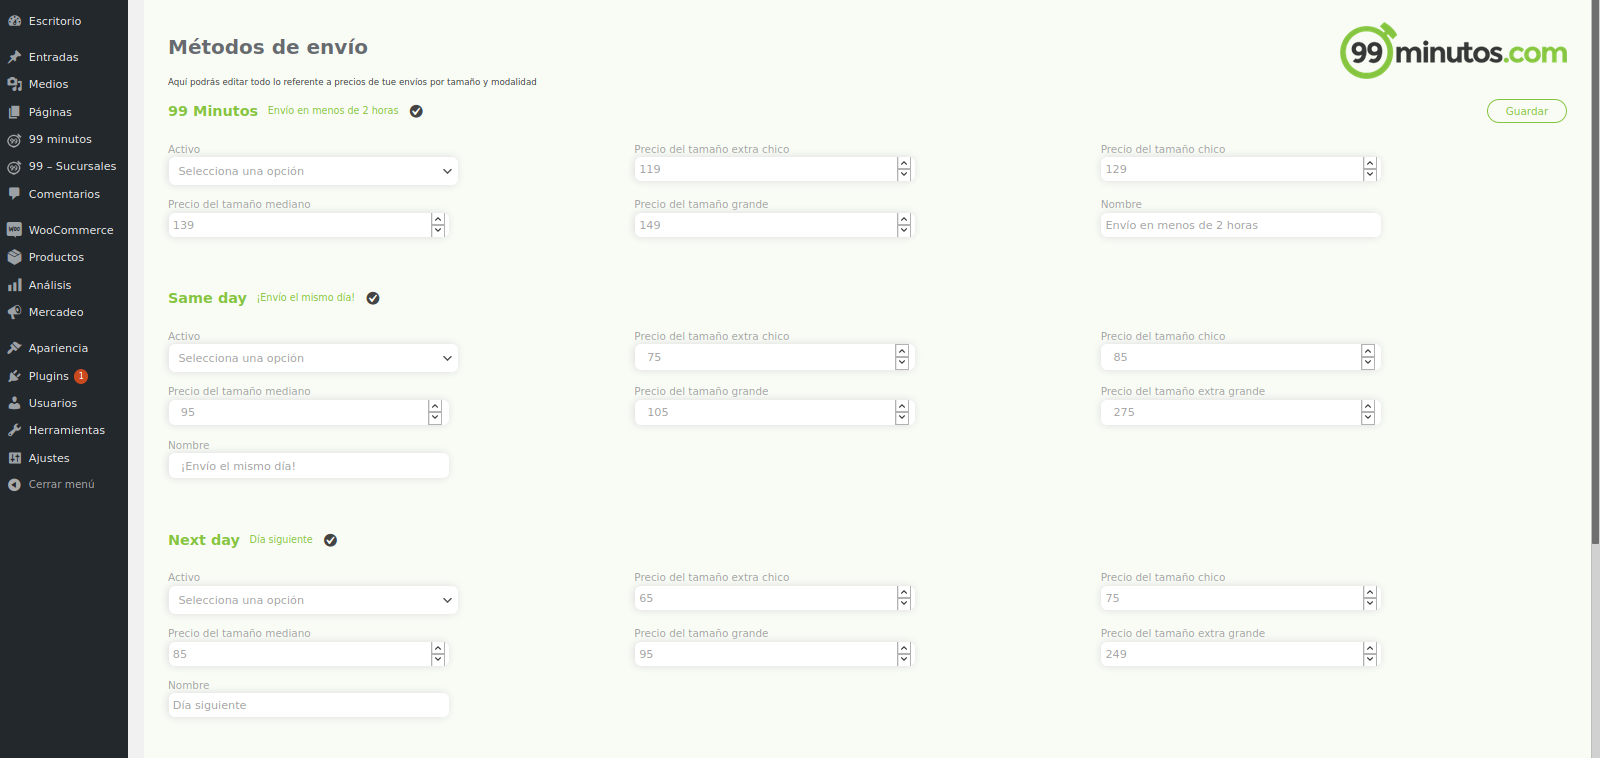 Escritorio
Entradas
Medios
Páginas
99 minutos
99 – Sucursales
Comentarios
WooCommerce
Productos
Análisis
Mercadeo
Apariencia
Plugins 1
Usuarios
Herramientas
Ajustes
Cerrar menú
99minutos.com
Métodos de envío
Aquí podrás editar todo lo referente a precios de tue envíos por tamaño y modalidad
99 Minutos Envío en menos de 2 horas
Guardar
Activo Precio del tamaño extra chico Precio del tamaño chico
Selecciona una opción 119 129
Precio del tamaño mediano Precio del tamaño grande Nombre
139 149 Envío en menos de 2 horas
Same day ¡Envío el mismo día!
Activo Precio del tamaño extra chico Precio del tamaño chico
Selecciona una opción 75 85
Precio del tamaño mediano Precio del tamaño grande Precio del tamaño extra grande
95 105 275
Nombre
¡Envío el mismo día!
Next day Día siguiente
Activo Precio del tamaño extra chico Precio del tamaño chico
Selecciona una opción 65 75
Precio del tamaño mediano Precio del tamaño grande Precio del tamaño extra grande
85 95 249
Nombre
Día siguiente